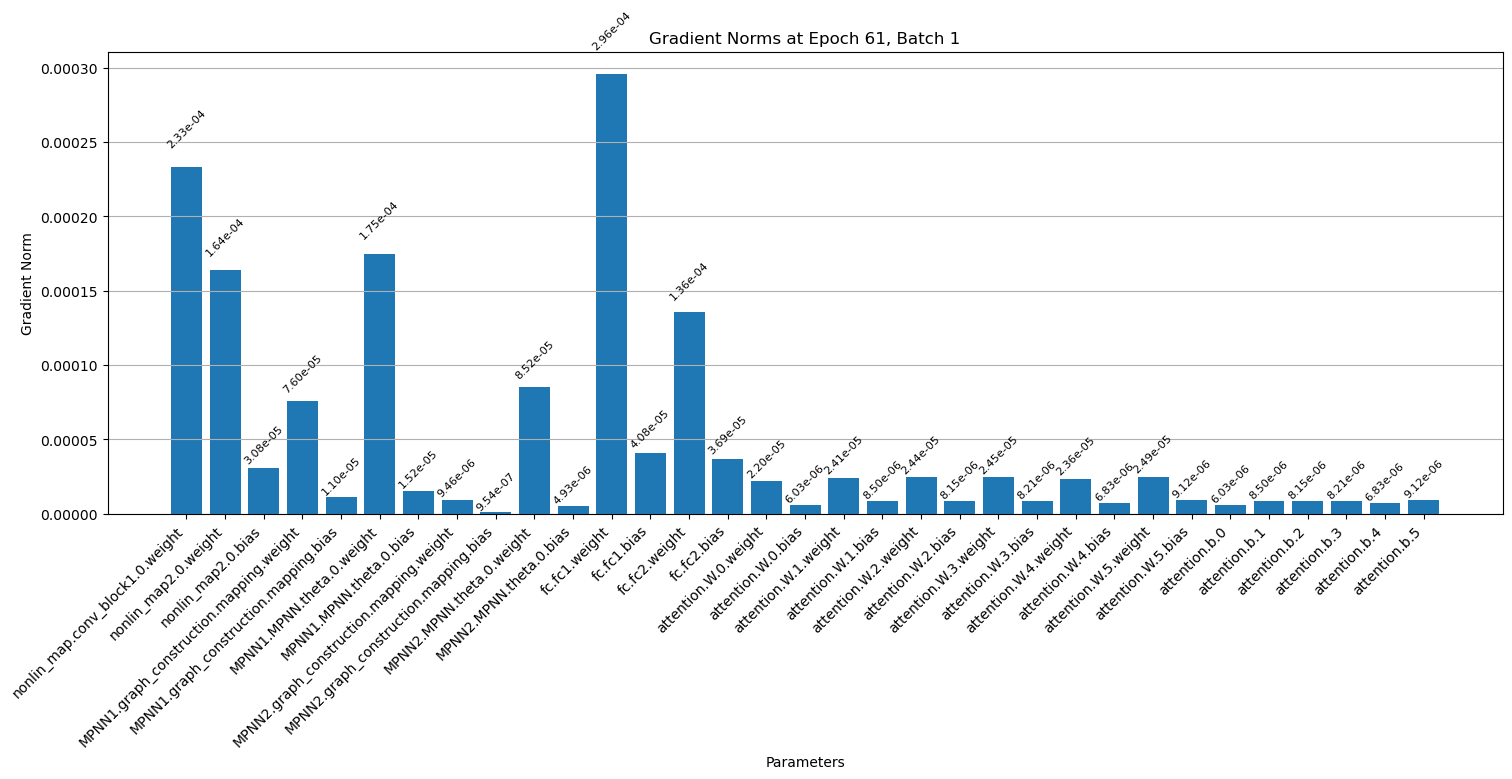 Gradient Norms at Epoch 61, Batch 1
Gradient Norm
0.00030
0.00025
0.00020
0.00015
0.00010
0.00005
0.00000
2.33e-04
1.64e-04
3.08e-05
7.60e-05
1.10e-05
1.75e-04
1.52e-05
9.46e-06
9.54e-07
8.52e-05
4.93e-06
2.96e-04
4.08e-05
1.36e-04
3.69e-05
2.20e-05
6.03e-06
2.41e-05
8.50e-06
2.44e-05
8.15e-06
2.45e-05
8.21e-06
2.36e-05
6.83e-06
2.49e-05
9.12e-06
6.03e-06
8.50e-06
8.15e-06
8.21e-06
6.83e-06
9.12e-06
nonlin_map.conv_block1.0.weight
nonlin_map2.0.weight
nonlin_map2.0.bias
MPNN1.graph_construction.mapping.weight
MPNN1.graph_construction.mapping.bias
MPNN1.MPNN.theta.0.weight
MPNN1.MPNN.theta.0.bias
MPNN2.graph_construction.mapping.weight
MPNN2.graph_construction.mapping.bias
MPNN2.MPNN.theta.0.weight
MPNN2.MPNN.theta.0.bias
fc.fc1.weight
fc.fc1.bias
fc.fc2.weight
fc.fc2.bias
attention.W.0.weight
attention.W.0.bias
attention.W.1.weight
attention.W.1.bias
attention.W.2.weight
attention.W.2.bias
attention.W.3.weight
attention.W.3.bias
attention.W.4.weight
attention.W.4.bias
attention.W.5.weight
attention.W.5.bias
attention.b.0
attention.b.1
attention.b.2
attention.b.3
attention.b.4
attention.b.5
Parameters